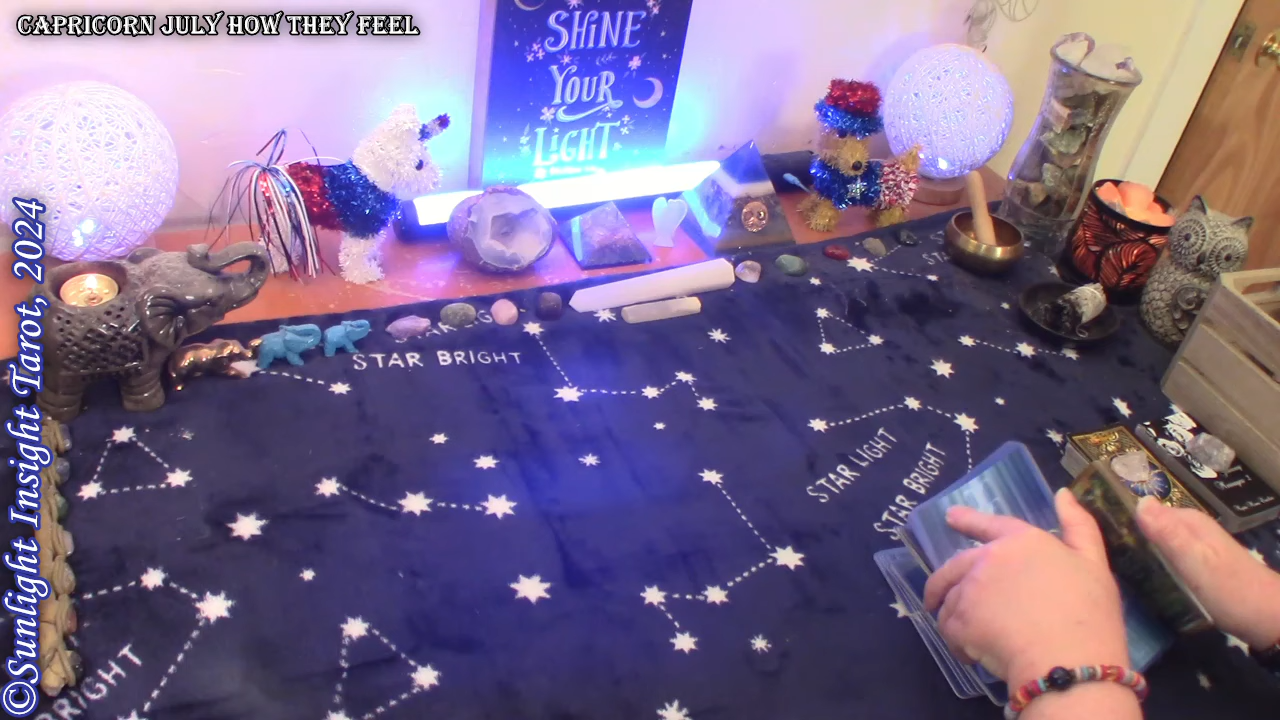 CAPRICORN JULY HOW THEY FEEL
SHINE
YOUR
LIGHT
©Sunlight Insight Tarot, 2024
STAR BRIGHT
STAR LIGHT
STAR BRIGHT
BRIGHT